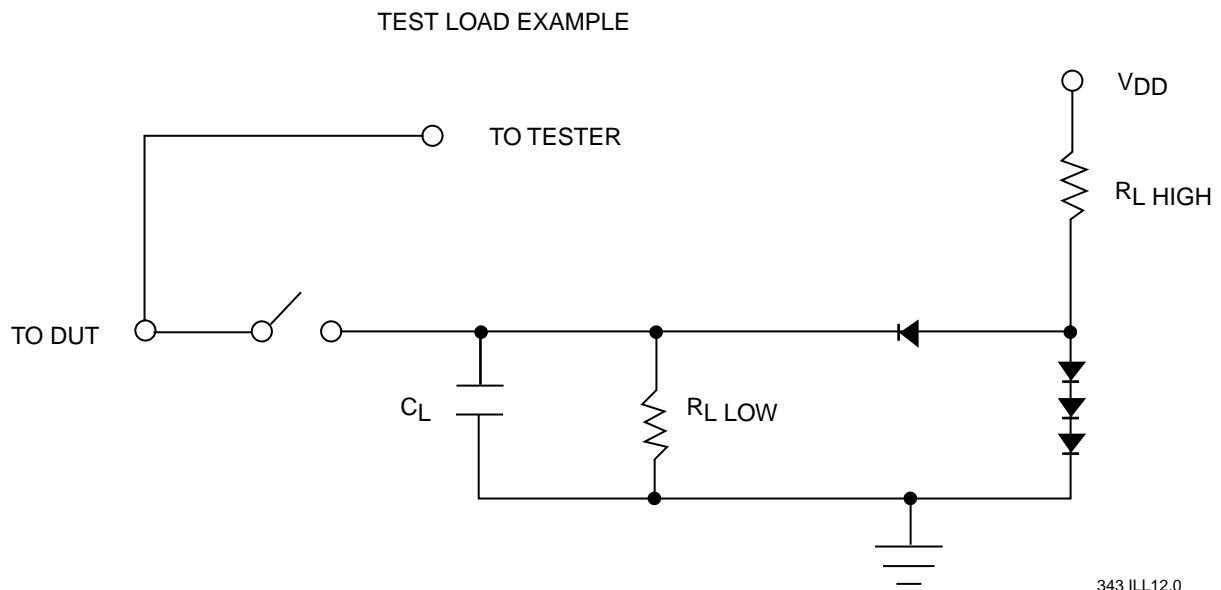 TEST LOAD EXAMPLE
VDD
TO TESTER
RL HIGH
TO DUT
CL
RL LOW
343 ILL12.0